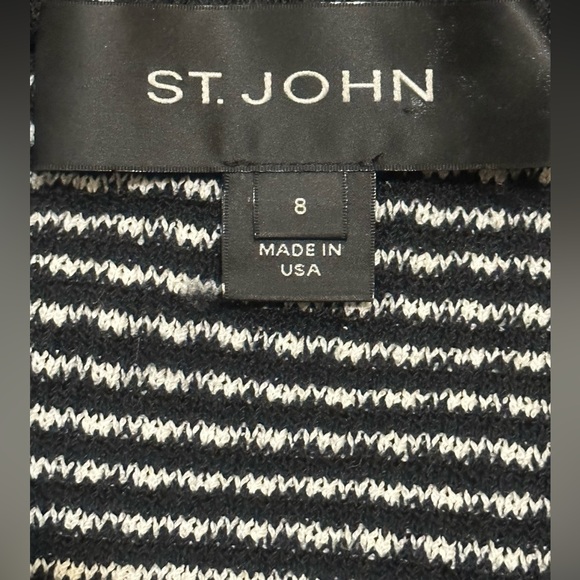 ST. JOHN
8
MADE IN
USA